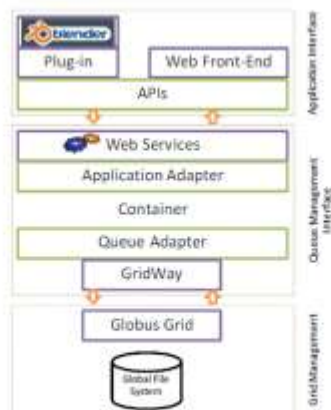 blender
Plug-in
Web Front-End
APIs
Application Interface
Web Services
Application Adapter
Container
Queue Adapter
GridWay
Queue Management
Interface
Globus Grid
Global File
System
Grid Management